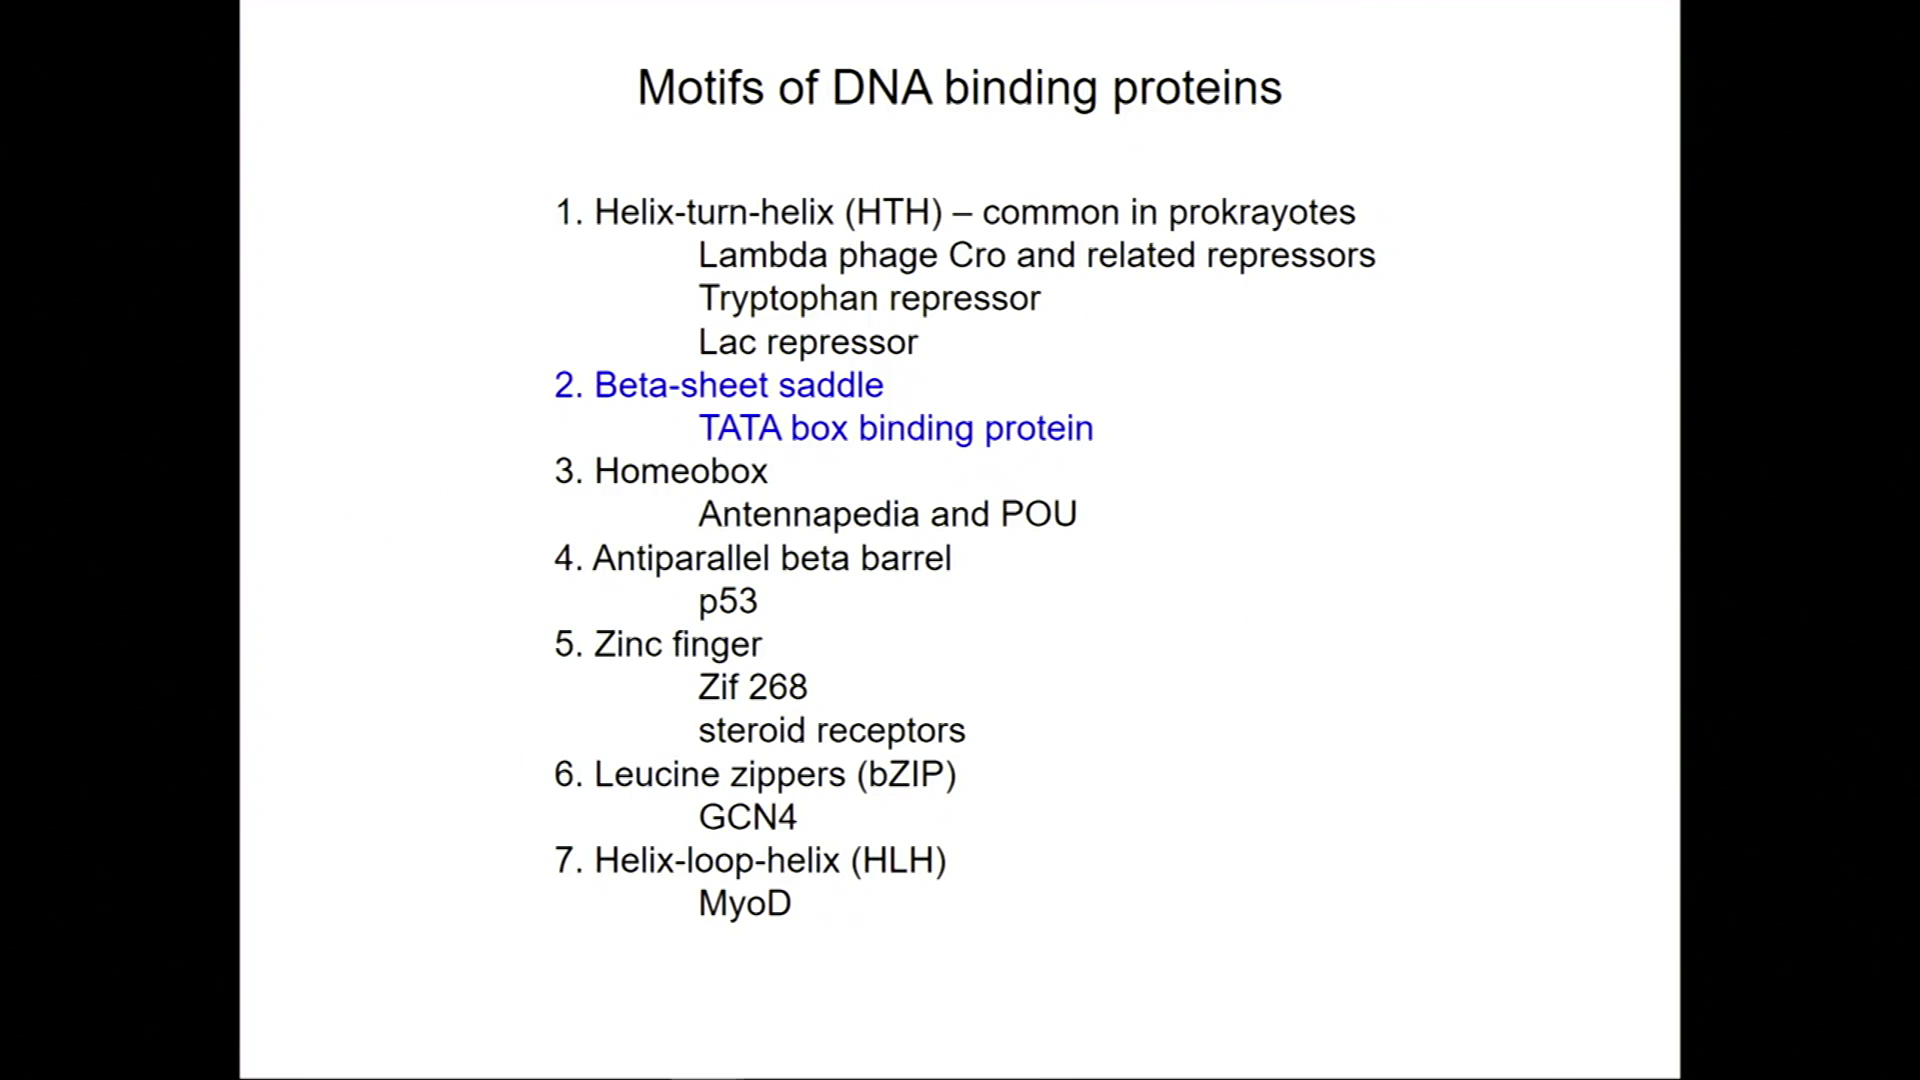 Motifs of DNA binding proteins
1. Helix-turn-helix (HTH) – common in prokrayotes
Lambda phage Cro and related repressors
Tryptophan repressor
Lac repressor
2. Beta-sheet saddle
TATA box binding protein
3. Homeobox
Antennapedia and POU
4. Antiparallel beta barrel
p53
5. Zinc finger
Zif 268
steroid receptors
6. Leucine zippers (bZIP)
GCN4
7. Helix-loop-helix (HLH)
MyoD